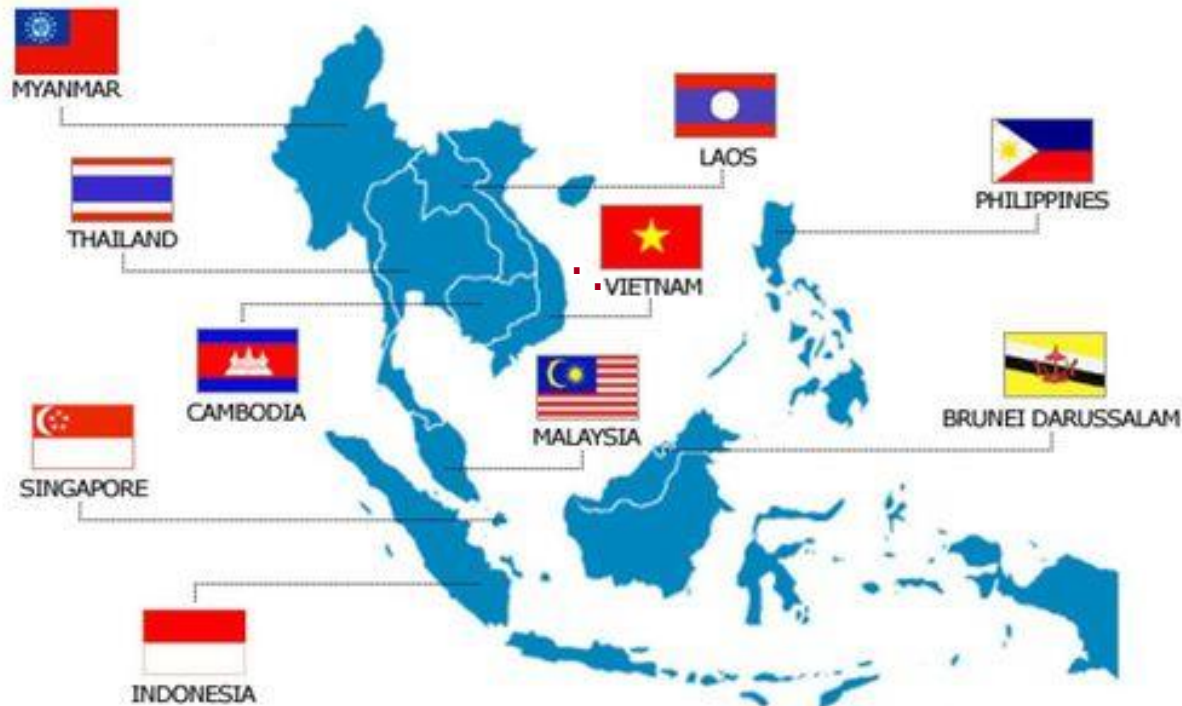 MYANMAR
LAOS
PHILIPPINES
THAILAND
VIETNAM
CAMBODIA
MALAYSIA
BRUNEI DARUSSALAM
SINGAPORE
INDONESIA